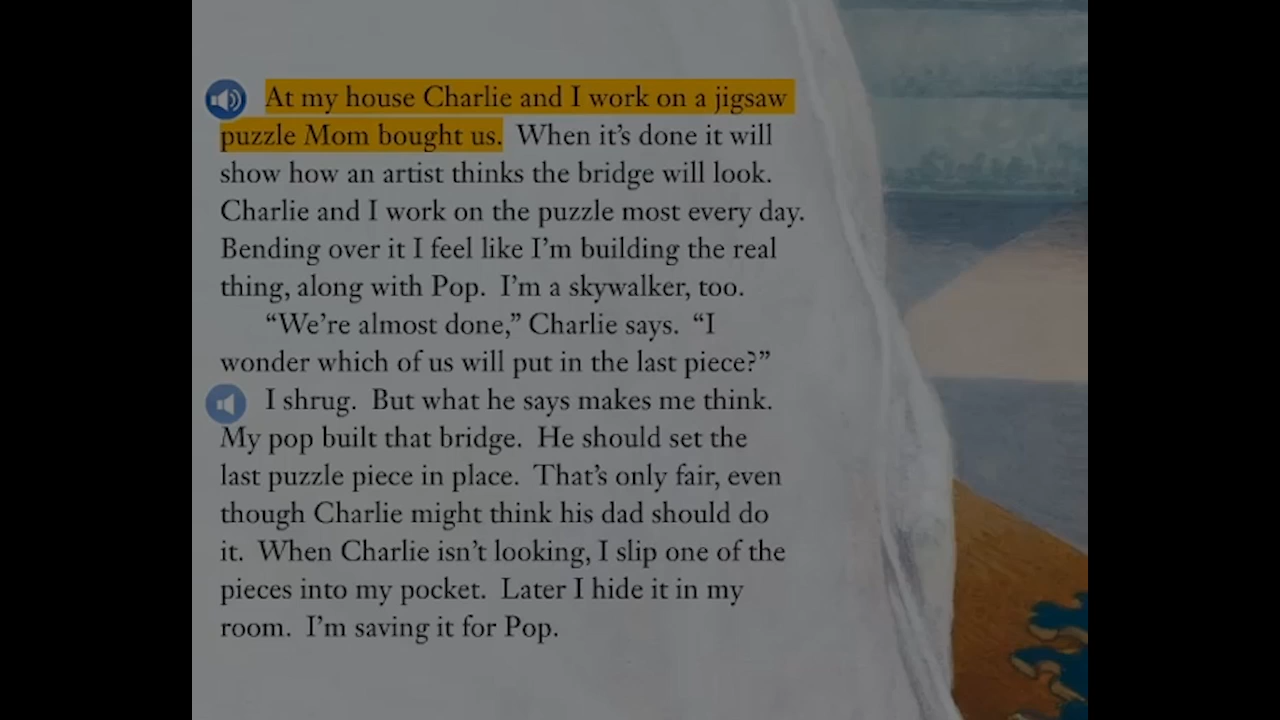 At my house Charlie and I work on a jigsaw
puzzle Mom bought us. When it’s done it will
show how an artist thinks the bridge will look.
Charlie and I work on the puzzle most every day.
Bending over it I feel like I’m building the real
thing, along with Pop. I’m a skywalker, too.
“We’re almost done,” Charlie says. “I
wonder which of us will put in the last piece?”
I shrug. But what he says makes me think.
My pop built that bridge. He should set the
last puzzle piece in place. That’s only fair, even
though Charlie might think his dad should do
it. When Charlie isn’t looking, I slip one of the
pieces into my pocket. Later I hide it in my
room. I’m saving it for Pop.